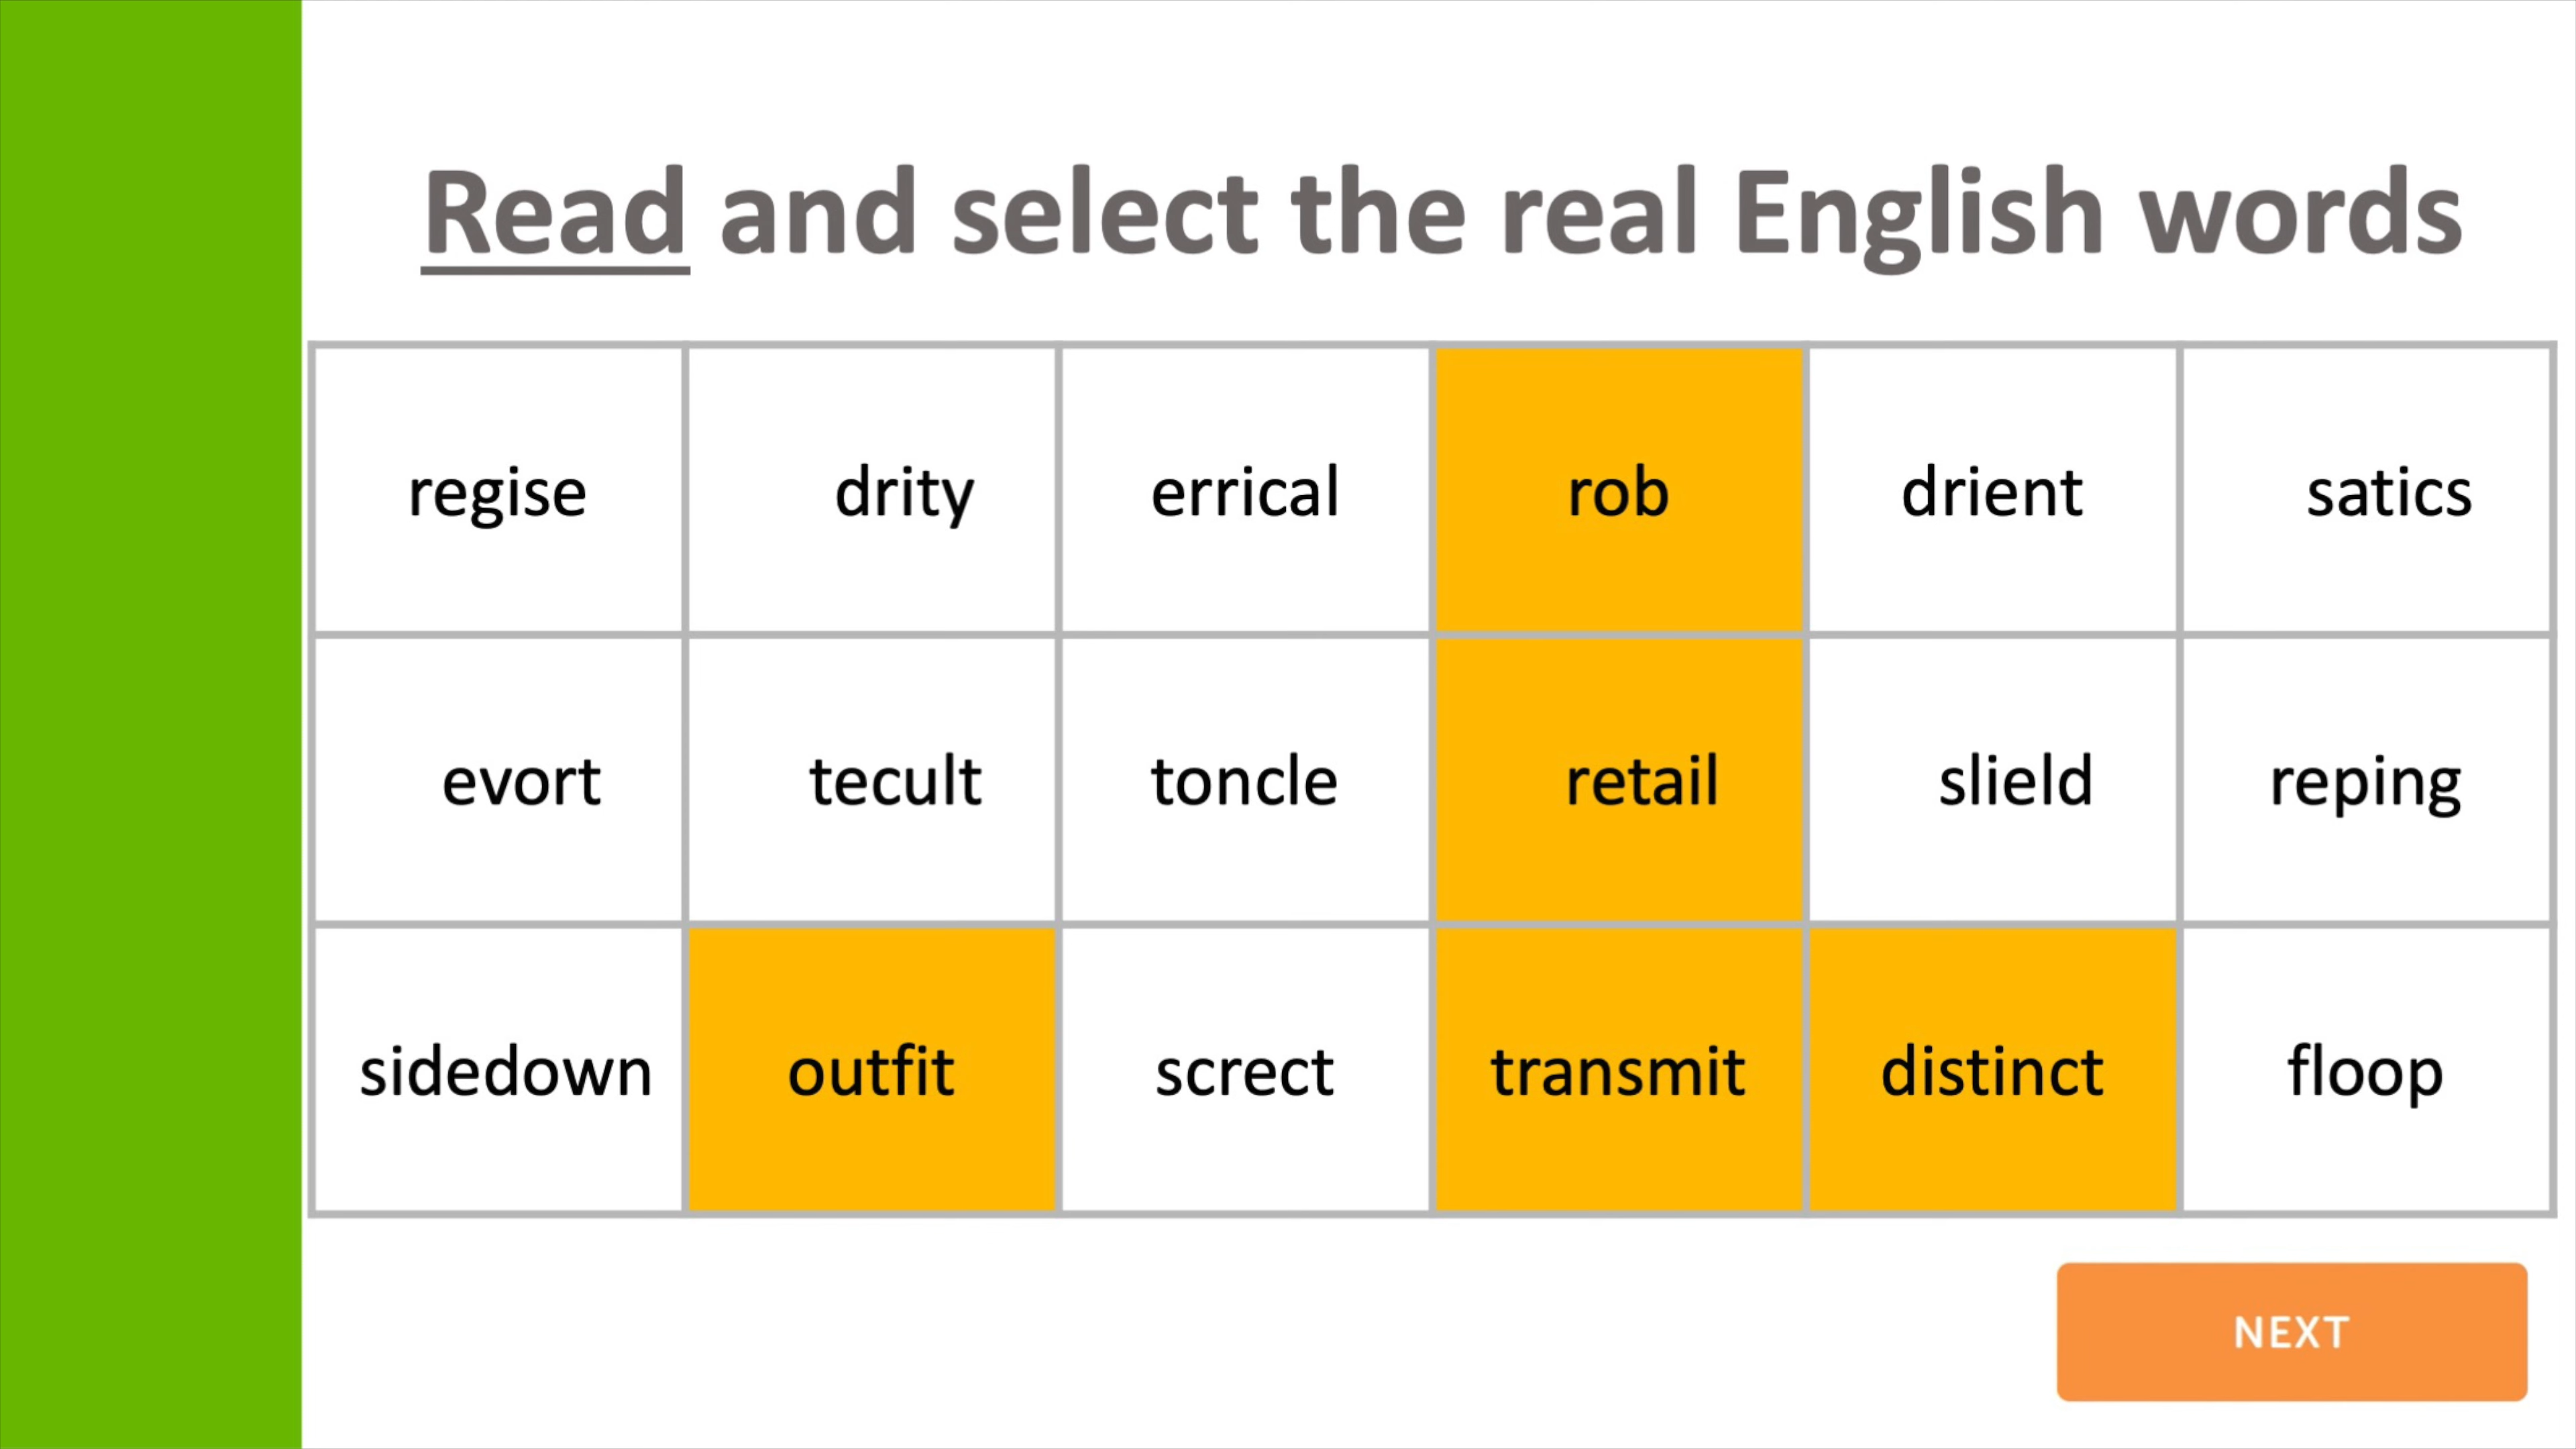 Read and select the real English words
regise drity errical rob drient satics
evort tecult toncle retail slield reping
sidedown outfit screct transmit distinct floop
NEXT